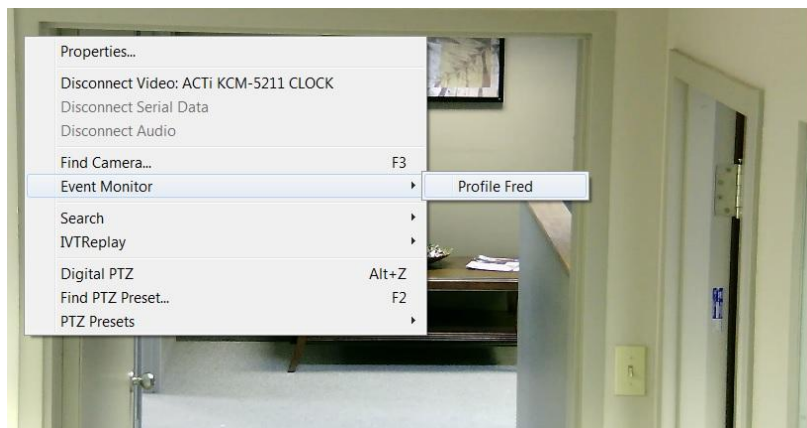 Properties...
Disconnect Video: ACTi KCM-5211 CLOCK
Disconnect Serial Data
Disconnect Audio
Find Camera... F3
Event Monitor
Profile Fred
Search
IVTReplay
Digital PTZ Alt+Z
Find PTZ Preset... F2
PTZ Presets